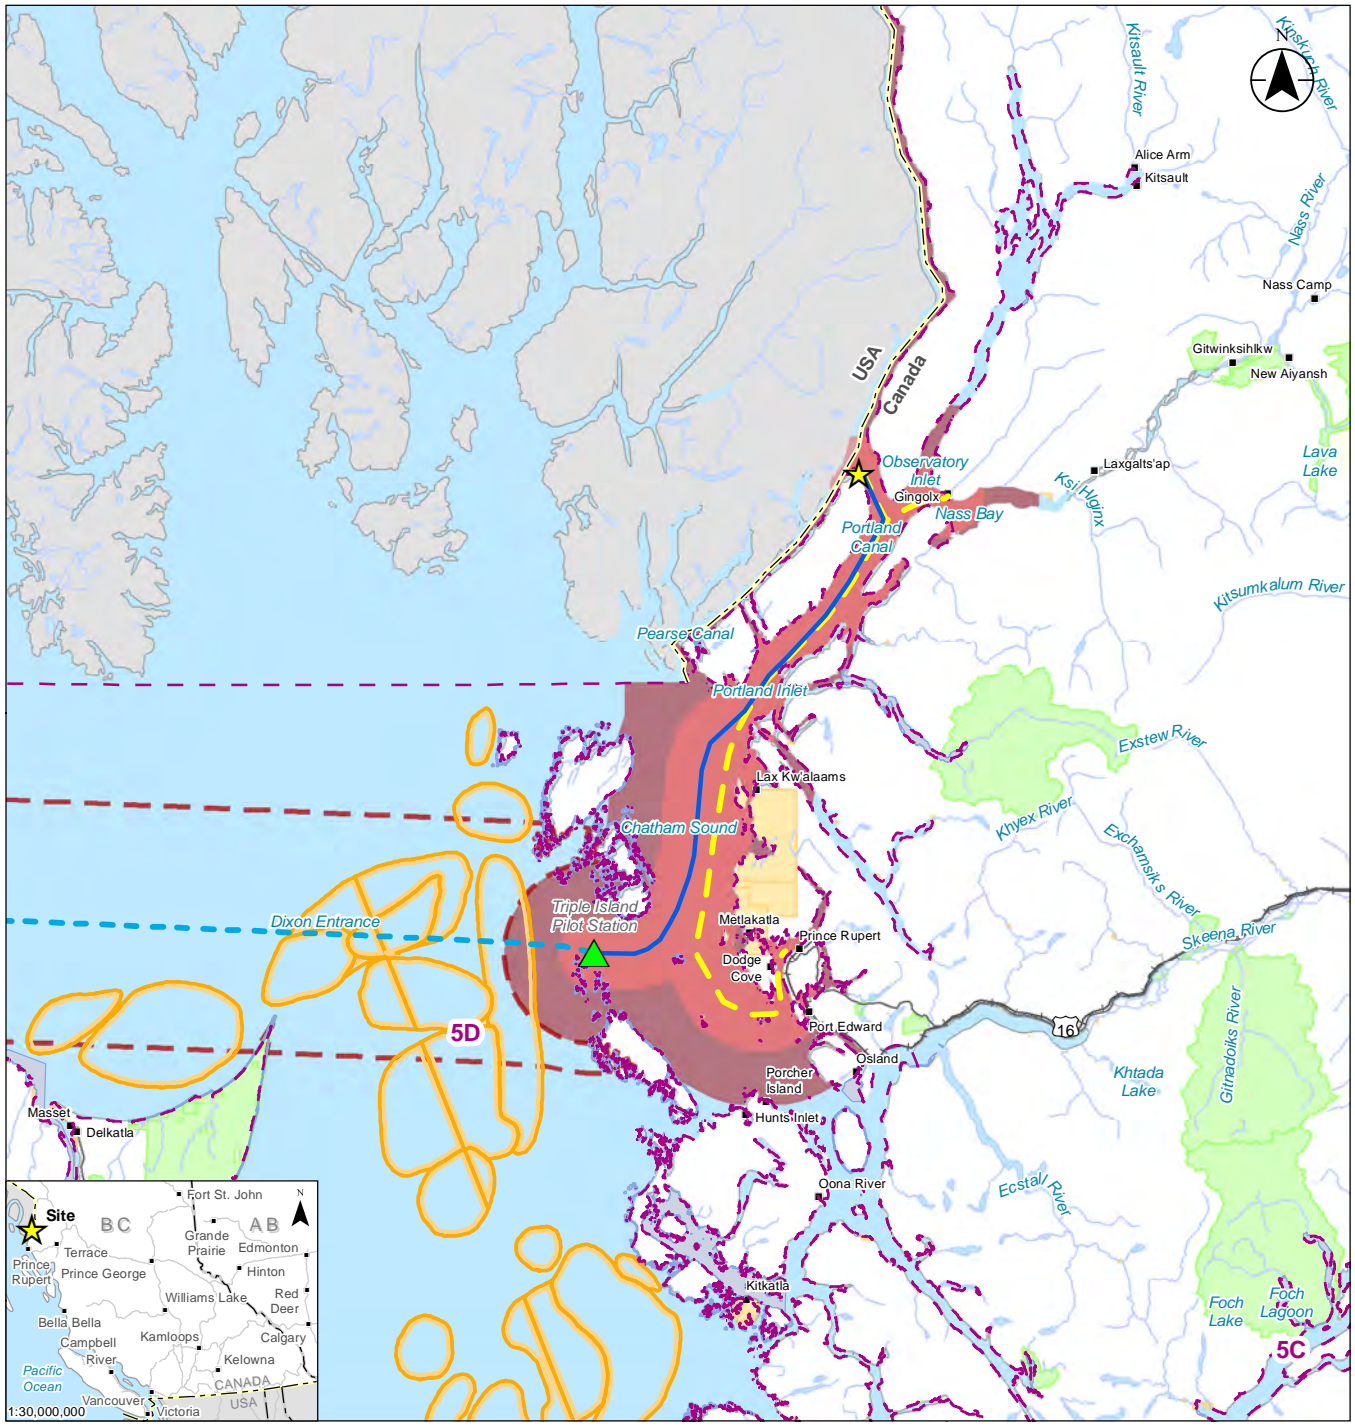 Kitsault River
Kinskuch River
N
Alice Arm
Kitsault
Nass River
Nass Camp
Gitwinksihlkw
New Aiyansh
USA
Canada
Lava
Lake
Laxgalts'ap
Observatory
Inlet
Gingolx
Ksi Hlginx
Nass Bay
Portland
Canal
Kitsumkalum River
Pearse Canal
Portland Inlet
Exstew River
Lax Kw'alaams
Khyex River
Chatham Sound
Exchamsiks River
Triple Island
Pilot Station
Dixon Entrance
Metlakatla
Prince Rupert
Skeena River
Dodge
Cove
Port Edward
16
5D
Osland
Gitnadoiks River
Khtada
Lake
Porcher
Island
Hunts Inlet
Masset
Delkatla
Oona River
Ecstall River
Kitkatla
Foch
Lake
Foch
Lagoon
5C
Fort St. John
N
Site
BC
AB
Grande
Prairie
Edmonton
Terrace
Prince
Rupert
Prince George
Hinton
Williams Lake
Red
Deer
Bella Bella
Campbell
River
Kamloops
Calgary
Kelowna
Pacific
Ocean
CANADA
USA
Vancouver
Victoria
1:30,000,000